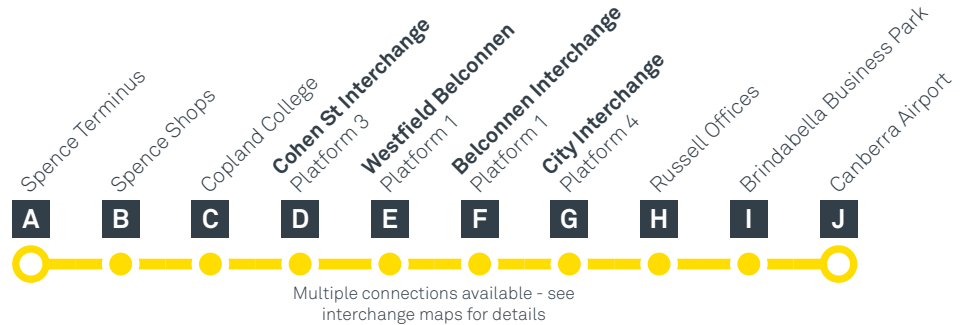 Spence Terminus
Spence Shops
Copland College
Cohen St Interchange
Platform 3
Westfield Belconnen
Platform 1
Belconnen Interchange
Platform 1
City Interchange
Platform 4
Russell Offices
Brindabella Business Park
Canberra Airport
A B C D E F G H I J
Multiple connections available - see
interchange maps for details